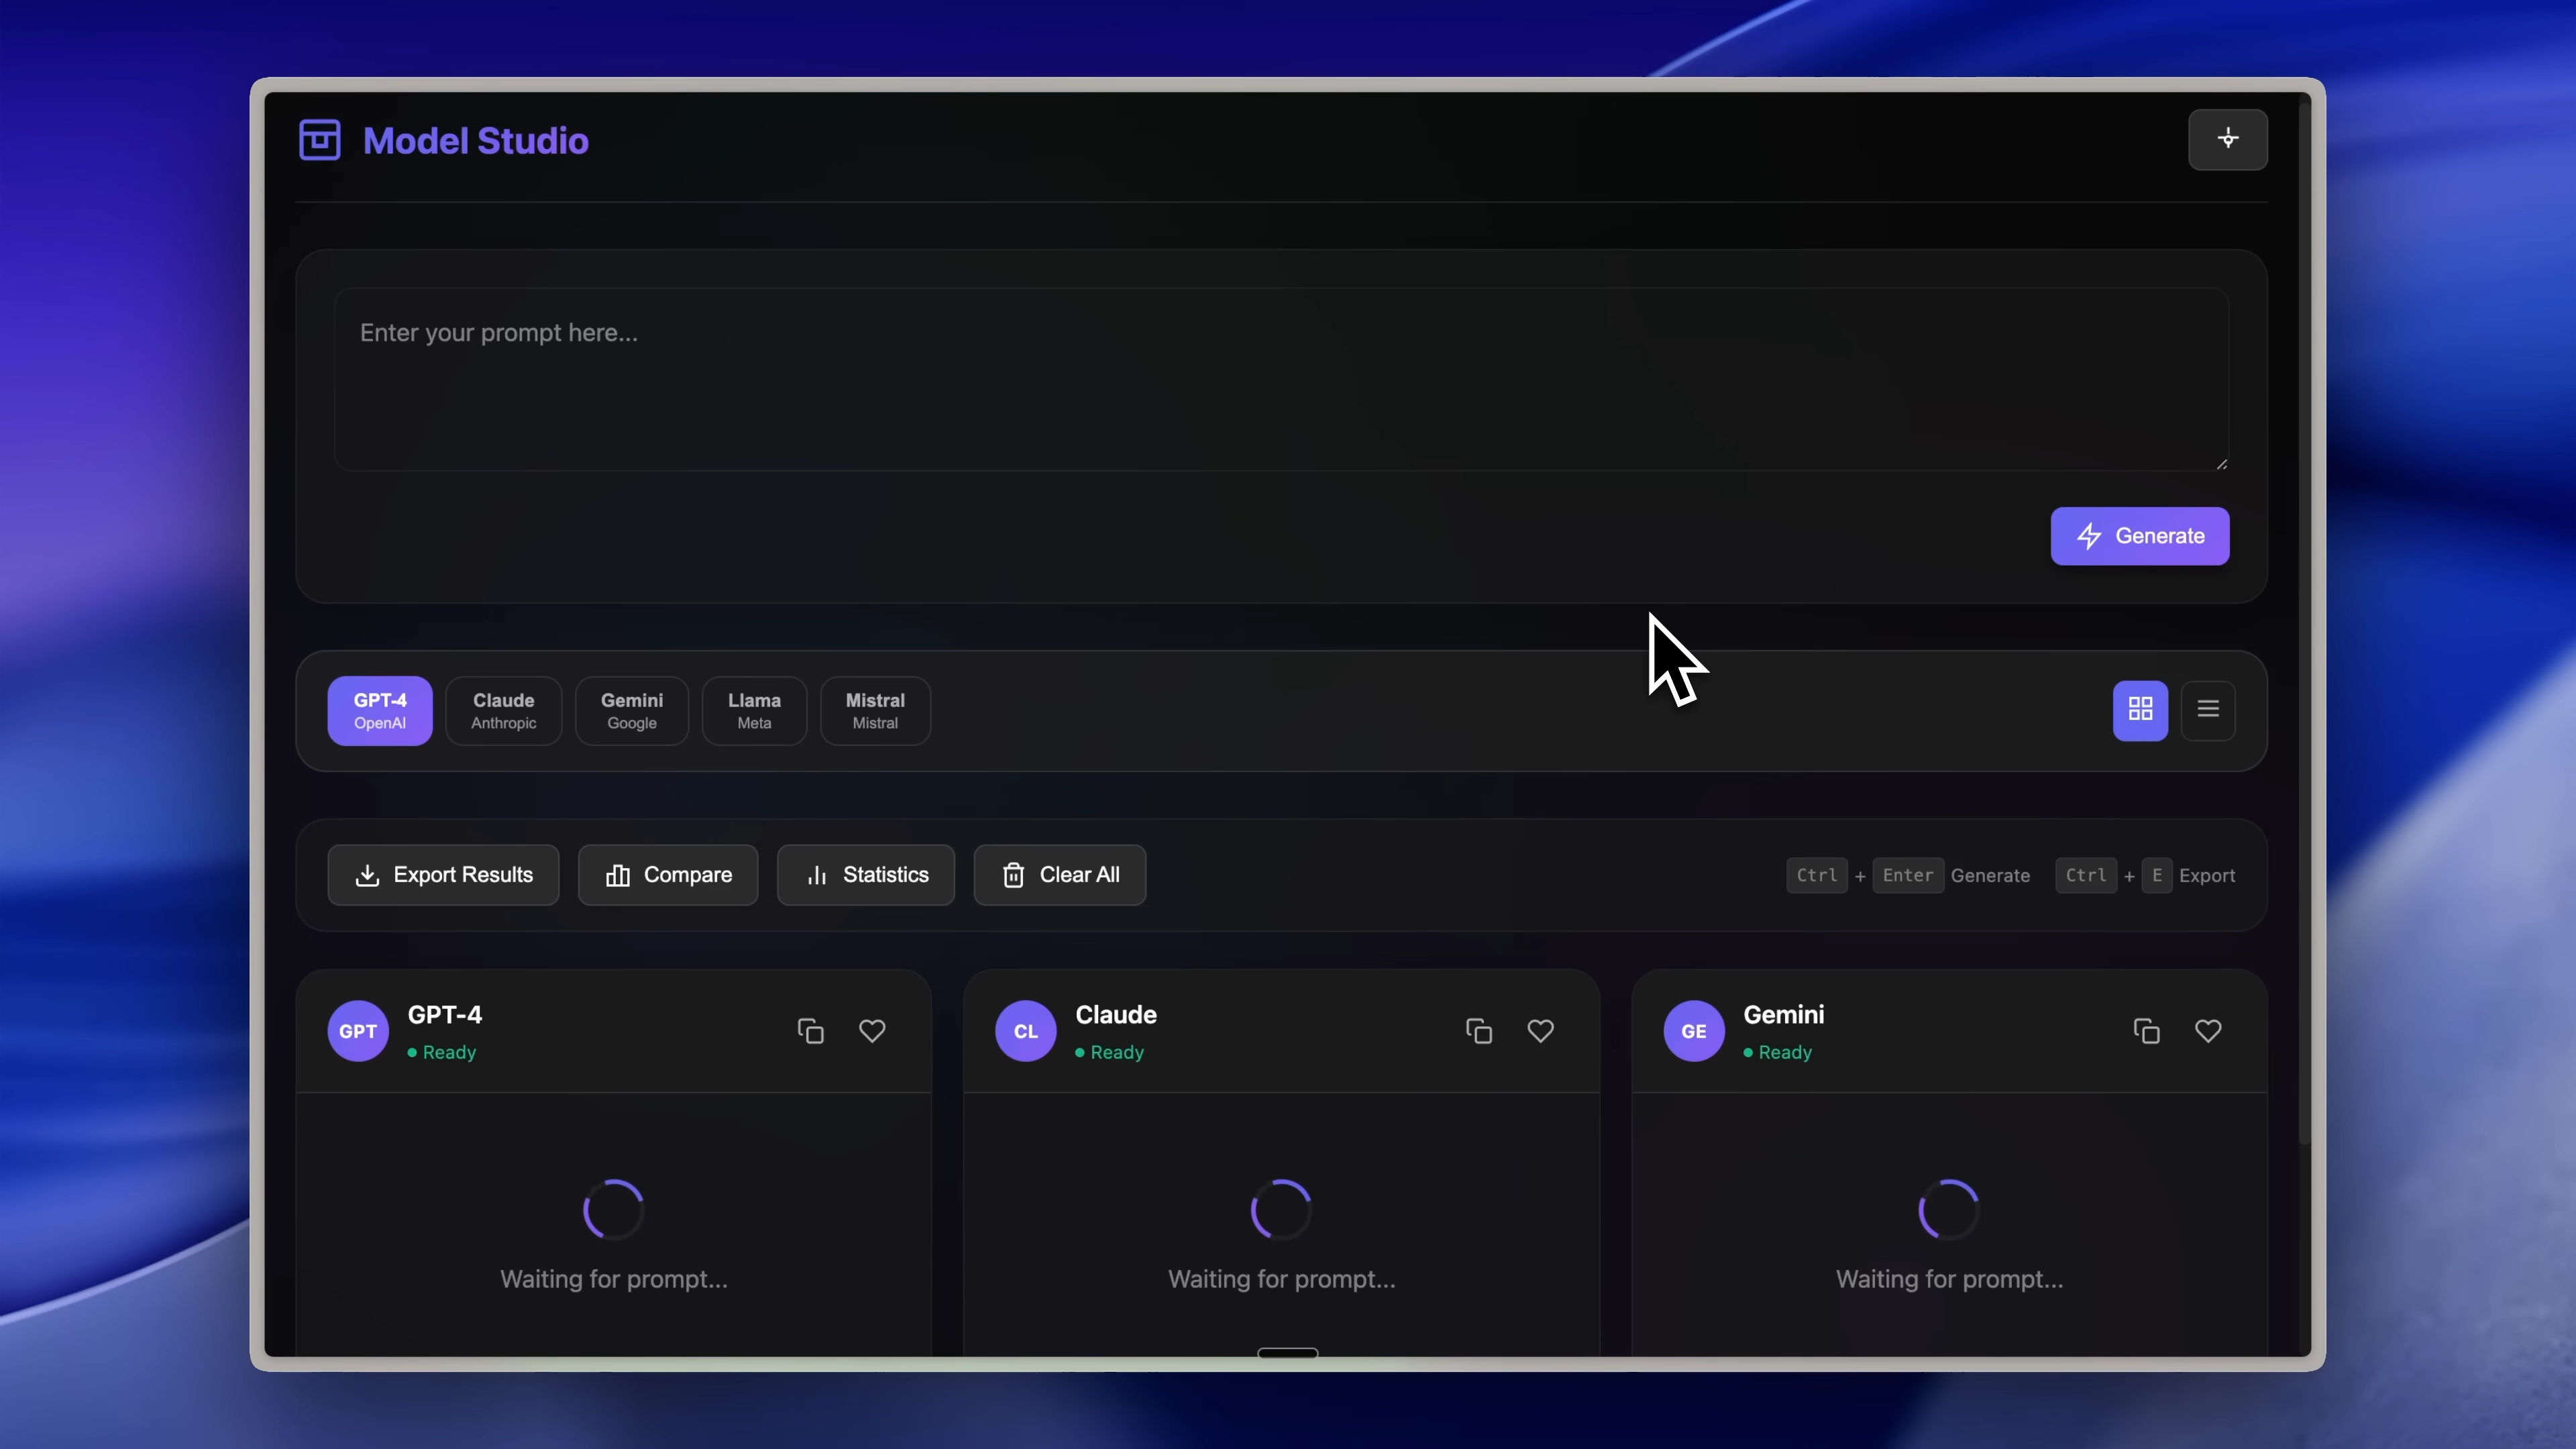 Model Studio
Enter your prompt here...
Generate
GPT-4
OpenAI
Claude
Anthropic
Gemini
Google
Llama
Meta
Mistral
Mistral
Export Results
Compare
Statistics
Clear All
Ctrl + Enter Generate
Ctrl + E Export
GPT
GPT-4
Ready
CL
Claude
Ready
GE
Gemini
Ready
Waiting for prompt...
Waiting for prompt...
Waiting for prompt...